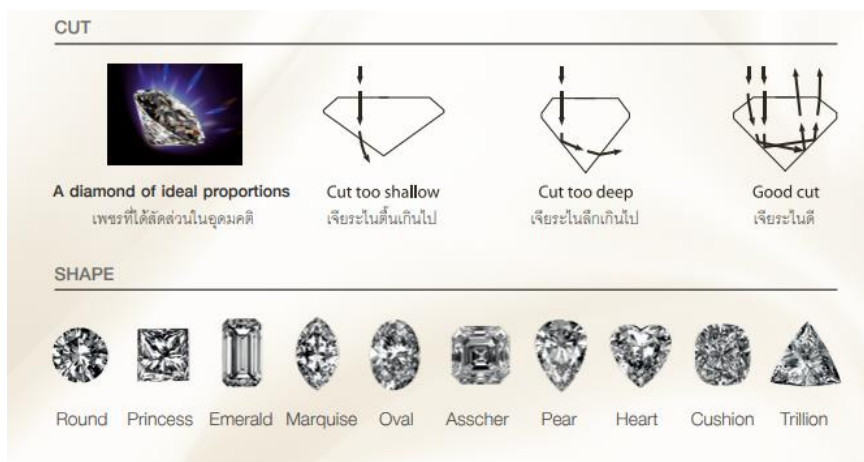 CUT
A diamond of ideal proportions
เพชรที่ได้สัดส่วนในอุดมคติ
Cut too shallow
เจียระไนตื้นเกินไป
Cut too deep
เจียระไนลึกเกินไป
Good cut
เจียระไนดี
SHAPE
Round Princess Emerald Marquise Oval Asscher Pear Heart Cushion Trillion